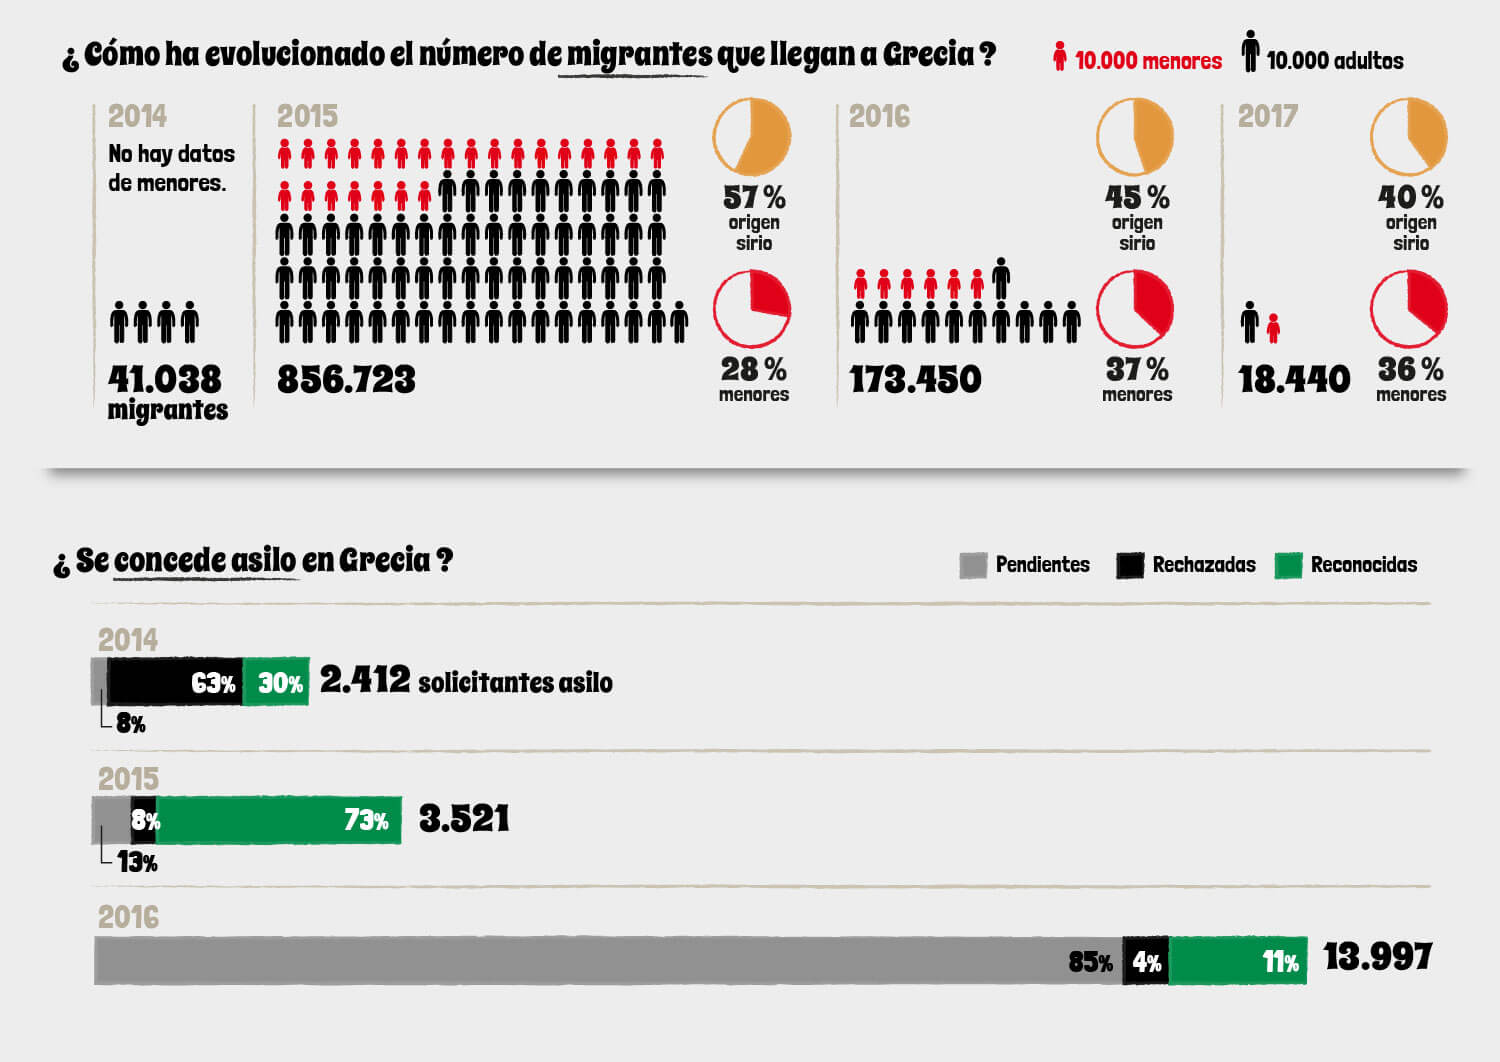 ¿ Cómo ha evolucionado el número de migrantes que llegan a Grecia ?
10.000 menores
10.000 adultos
2014
No hay datos
de menores.
41.038
migrantes
2015
856.723
57 %
origen
sirio
28 %
menores
2016
173.450
45 %
origen
sirio
37 %
menores
2017
18.440
40 %
origen
sirio
36 %
menores
¿ Se concede asilo en Grecia ?
Pendientes
Rechazadas
Reconocidas
2014
63%
30%
2.412 solicitantes asilo
8%
2015
8%
73%
3.521
13%
2016
85%
4%
11%
13.997